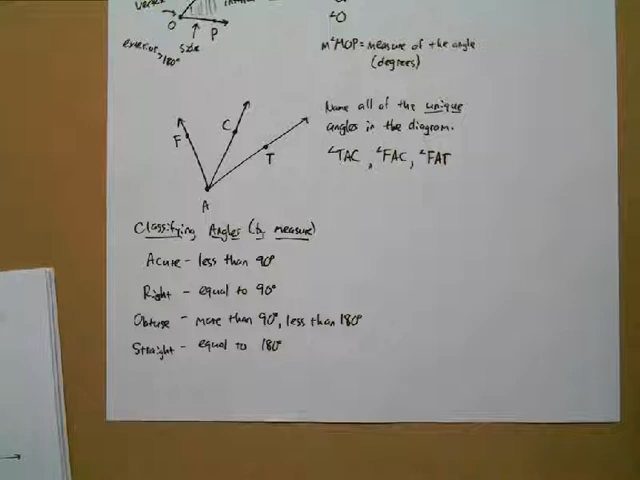 vertex
O
P
∠O
exterior
>180°
side
m∠MOP = measure of the angle
(degrees)
Name all of the unique
angles in the diagram.
F
C
T
A
∠TAC, ∠FAC, ∠FAT
Classifying Angles (by measure)
Acute - less than 90°
Right - equal to 90°
Obtuse - more than 90°, less than 180°
Straight - equal to 180°